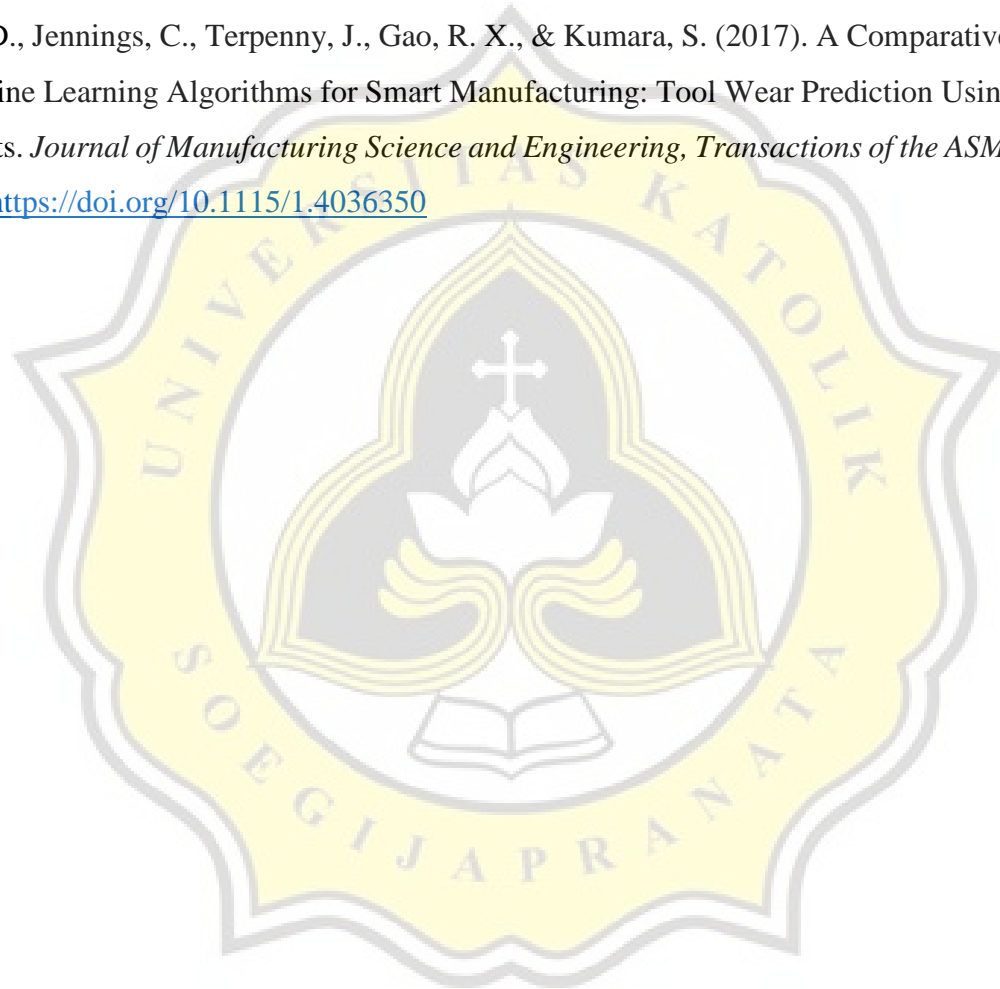 D., Jennings, C., Terpenny, J., Gao, R. X., & Kumara, S. (2017). A Comparative
ine Learning Algorithms for Smart Manufacturing: Tool Wear Prediction Usin
ts. Journal of Manufacturing Science and Engineering, Transactions of the ASM
https://doi.org/10.1115/1.4036350
UNIVERSITAS KATOLIK
SOEGIJAPRANATA